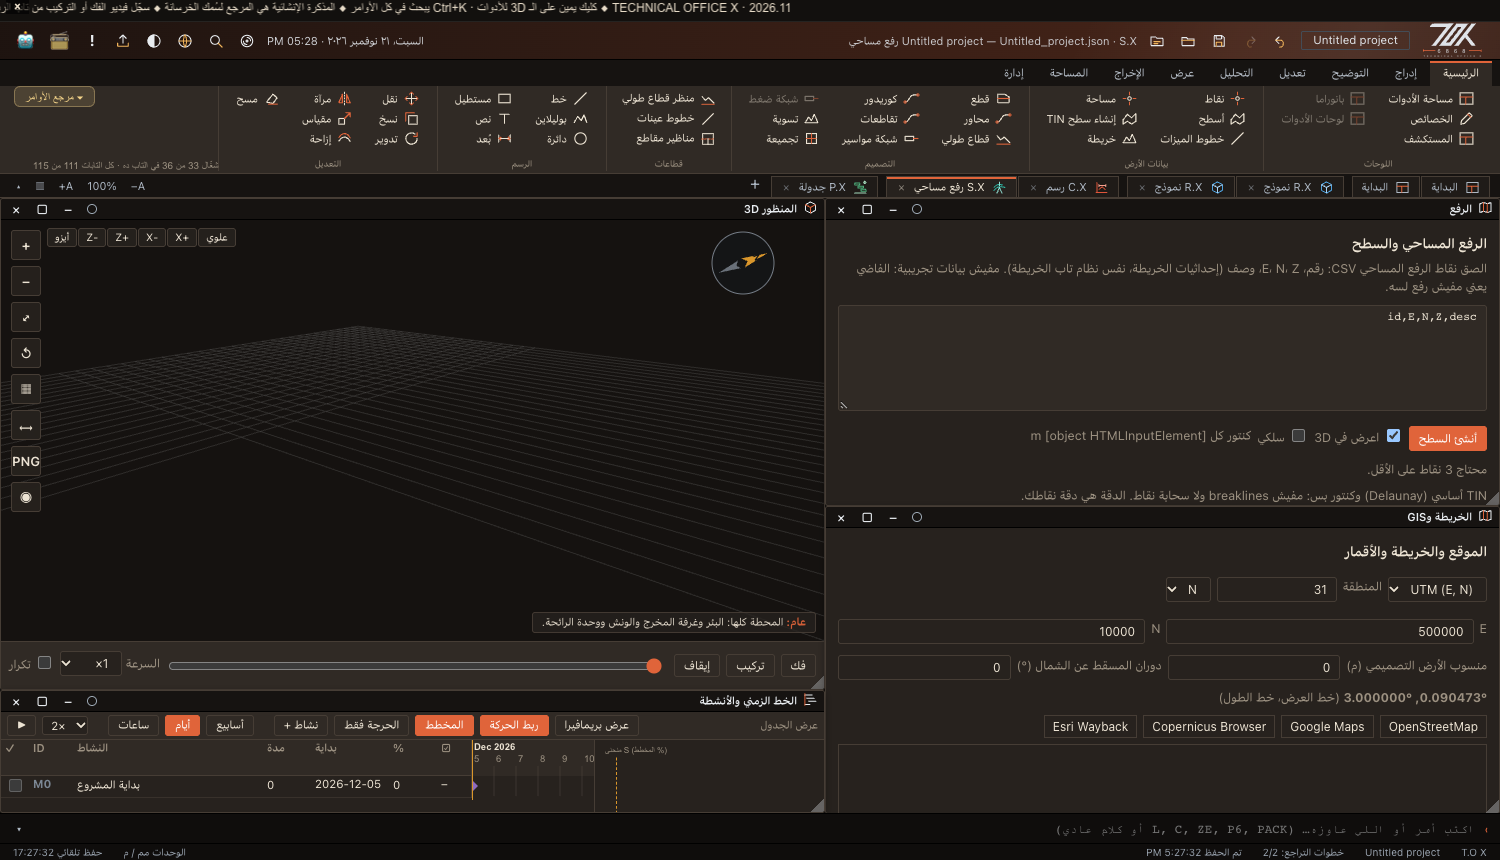 TECHNICAL OFFICE X · 2026.11 ◆ كليك يمين على الـ 3D للأدوات · Ctrl+K يبحث في كل الأوامر ◆ المذكرة الإنشائية هي المرجع لسُمك الخرسانة ◆ سجّل فيديو الفك أو التركيب من
Untitled project
رفع مساحي Untitled project — Untitled_project.json · S.X
السبت، ٢١ نوفمبر ٢٠٢٦ · 05:28 PM
الرئيسية
إدراج
التوضيح
تعديل
التحليل
عرض
الإخراج
المساحة
إدارة
مساحة الأدوات
الخصائص
المستكشف
بانوراما
لوحات الأدوات
اللوحات
نقاط
أسطح
خطوط الميزات
مساحة
إنشاء سطح TIN
خريطة
بيانات الأرض
قطع
محاور
قطاع طولي
كوريدور
تقاطعات
شبكة مواسير
شبكة ضغط
تسوية
تجميعة
التصميم
منظر قطاع طولي
خطوط عينات
مناظير مقاطع
قطاعات
خط
بوليلاين
دائرة
مستطيل
نص
بُعد
الرسم
نقل
نسخ
تدوير
مرآة
مقياس
إزاحة
مسح
التعديل
مرجع الأوامر
شغّال 33 من 36 في التاب ده · كل التابات 111 من 115
البداية
البداية
R.X نموذج ×
R.X نموذج ×
C.X رسم ×
S.X رفع مساحي ×
P.X جدولة ×
+
A− 100% A+
الرفع
الرفع المساحي والسطح
الصق نقاط الرفع المساحي CSV: رقم، E، N، Z، وصف (إحداثيات الخريطة، نفس نظام تاب الخريطة). مفيش بيانات تجريبية: الفاضي
يعني مفيش رفع لسه.
id,E,N,Z,desc
أنشئ السطح
اعرض في 3D
سلكي
كنتور كل [object HTMLInputElement] m
محتاج 3 نقاط على الأقل.
TIN أساسي (Delaunay) وكنتور بس: مفيش breaklines ولا سحابة نقاط. الدقة هي دقة نقاطك.
الخريطة وGIS
الموقع والخريطة والأقمار
UTM (E, N)
المنطقة
31
N
E
500000
N
10000
منسوب الأرض التصميمي (م)
0
دوران المسقط عن الشمال (°)
0
3.000000° ,0.090473° (خط العرض، خط الطول)
OpenStreetMap
Google Maps
Copernicus Browser
Esri Wayback
المنظور 3D
علوي
X+
X-
Z+
Z-
أيزو
PNG
عام: المحطة كلها: البئر وغرفة المخرج والونش ووحدة الرائحة.
فك
تركيب
إيقاف
السرعة
×1
تكرار
الخط الزمني والأنشطة
عرض الجدول
عرض بريمافيرا
ربط الحركة
المخطط
الحرجة فقط
نشاط +
أسابيع
أيام
ساعات
2×
▶
✓ ID النشاط مدة بداية %
M0 بداية المشروع 0 2026-12-05 0 –
Dec 2026
5 6 7 8 9 10
منحنى S (المخطط %)
اكتب أمر أو اللي عاوزه… (L, C, ZE, P6, PACK أو كلام عادي)
T.O X
Untitled project
خطوات التراجع: 2/2
تم الحفظ 5:27:32 PM
الوحدات مم / م
حفظ تلقائي 17:27:32